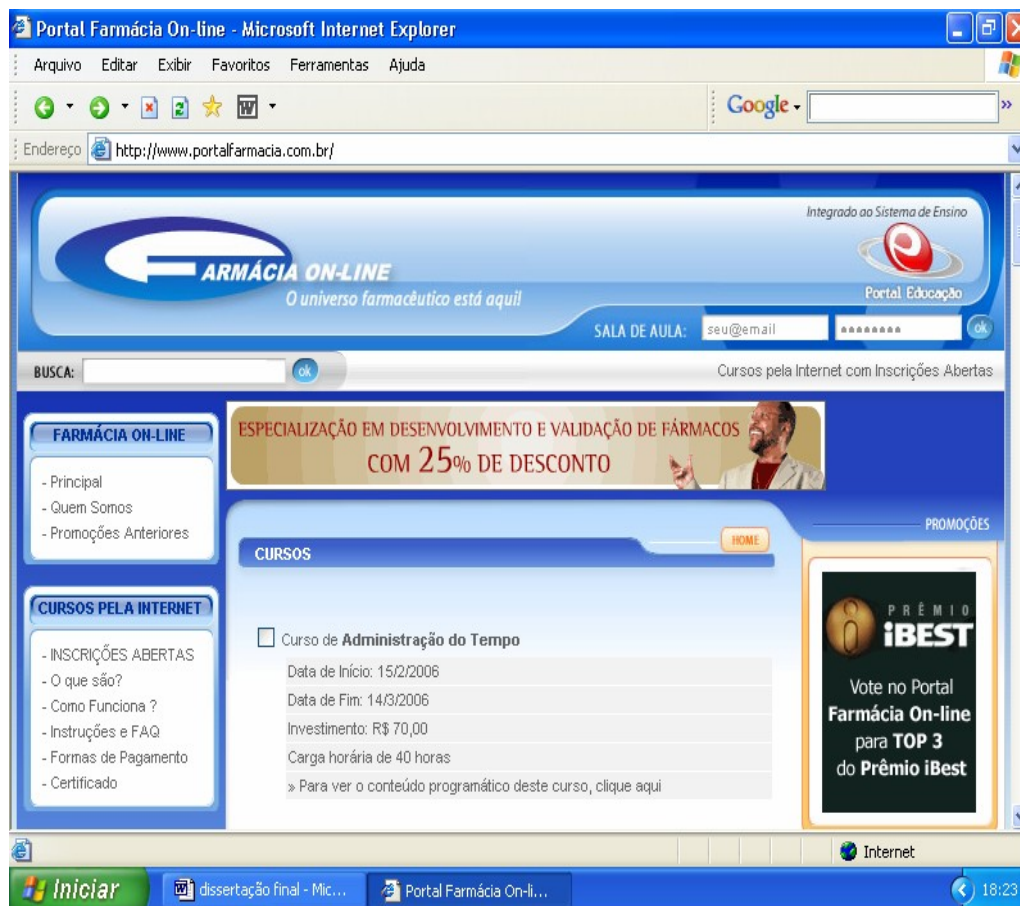 Portal Farmácia On-line - Microsoft Internet Explorer
Arquivo Editar Exibir Favoritos Ferramentas Ajuda
Google
Endereço http://www.portalfarmacia.com.br/
Integrado ao Sistema de Ensino
FARMÁCIA ON-LINE
O universo farmacêutico está aqui!
Portal Educação
SALA DE AULA: seu@email ok
BUSCA: ok Cursos pela Internet com Inscrições Abertas
ESPECIALIZAÇÃO EM DESENVOLVIMENTO E VALIDAÇÃO DE FÁRMACOS
COM 25% DE DESCONTO
FARMÁCIA ON-LINE
- Principal
- Quem Somos
- Promoções Anteriores
CURSOS PELA INTERNET
- INSCRIÇÕES ABERTAS
- O que são?
- Como Funciona ?
- Instruções e FAQ
- Formas de Pagamento
- Certificado
HOME
CURSOS
Curso de Administração do Tempo
Data de Início: 15/2/2006
Data de Fim: 14/3/2006
Investimento: R$ 70,00
Carga horária de 40 horas
» Para ver o conteúdo programático deste curso, clique aqui
PROMOÇÕES
PRÊMIO
iBEST
Vote no Portal
Farmácia On-line
para TOP 3
do Prêmio iBest
Internet
Iniciar dissertação final - Mic... Portal Farmácia On-li... 18:23